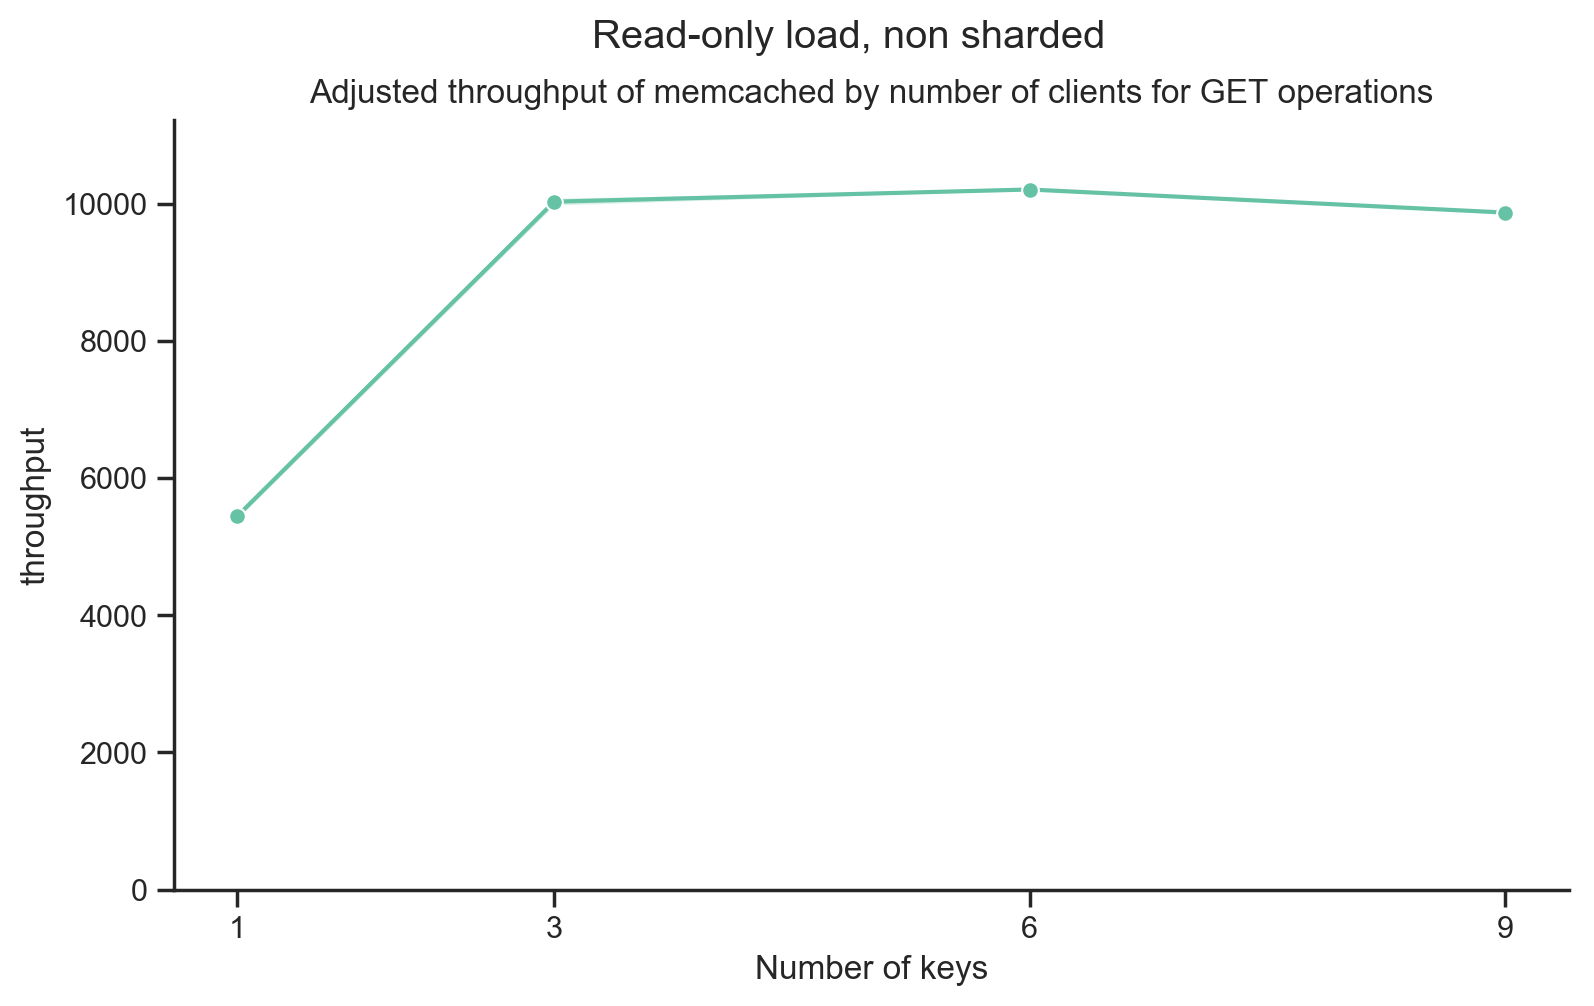 Read-only load, non sharded
Adjusted throughput of memcached by number of clients for GET operations
throughput
10000
8000
6000
4000
2000
0
1 3 6 9
Number of keys